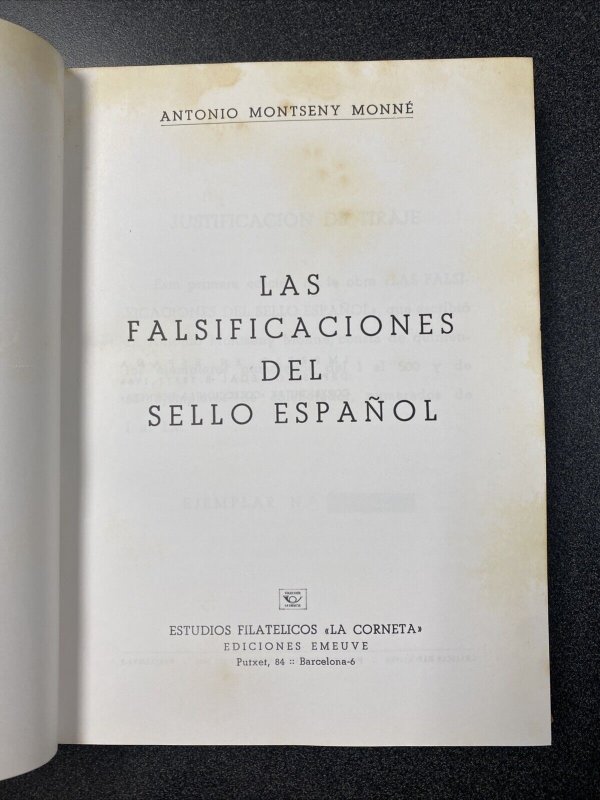 ANTONIO MONTSENY MONNÉ
LAS
FALSIFICACIONES
DEL
SELLO ESPAÑOL
ESTUDIOS FILATELICOS «LA CORNETA»
EDICIONES EMEUVE
Putxet, 84 :: Barcelona-6